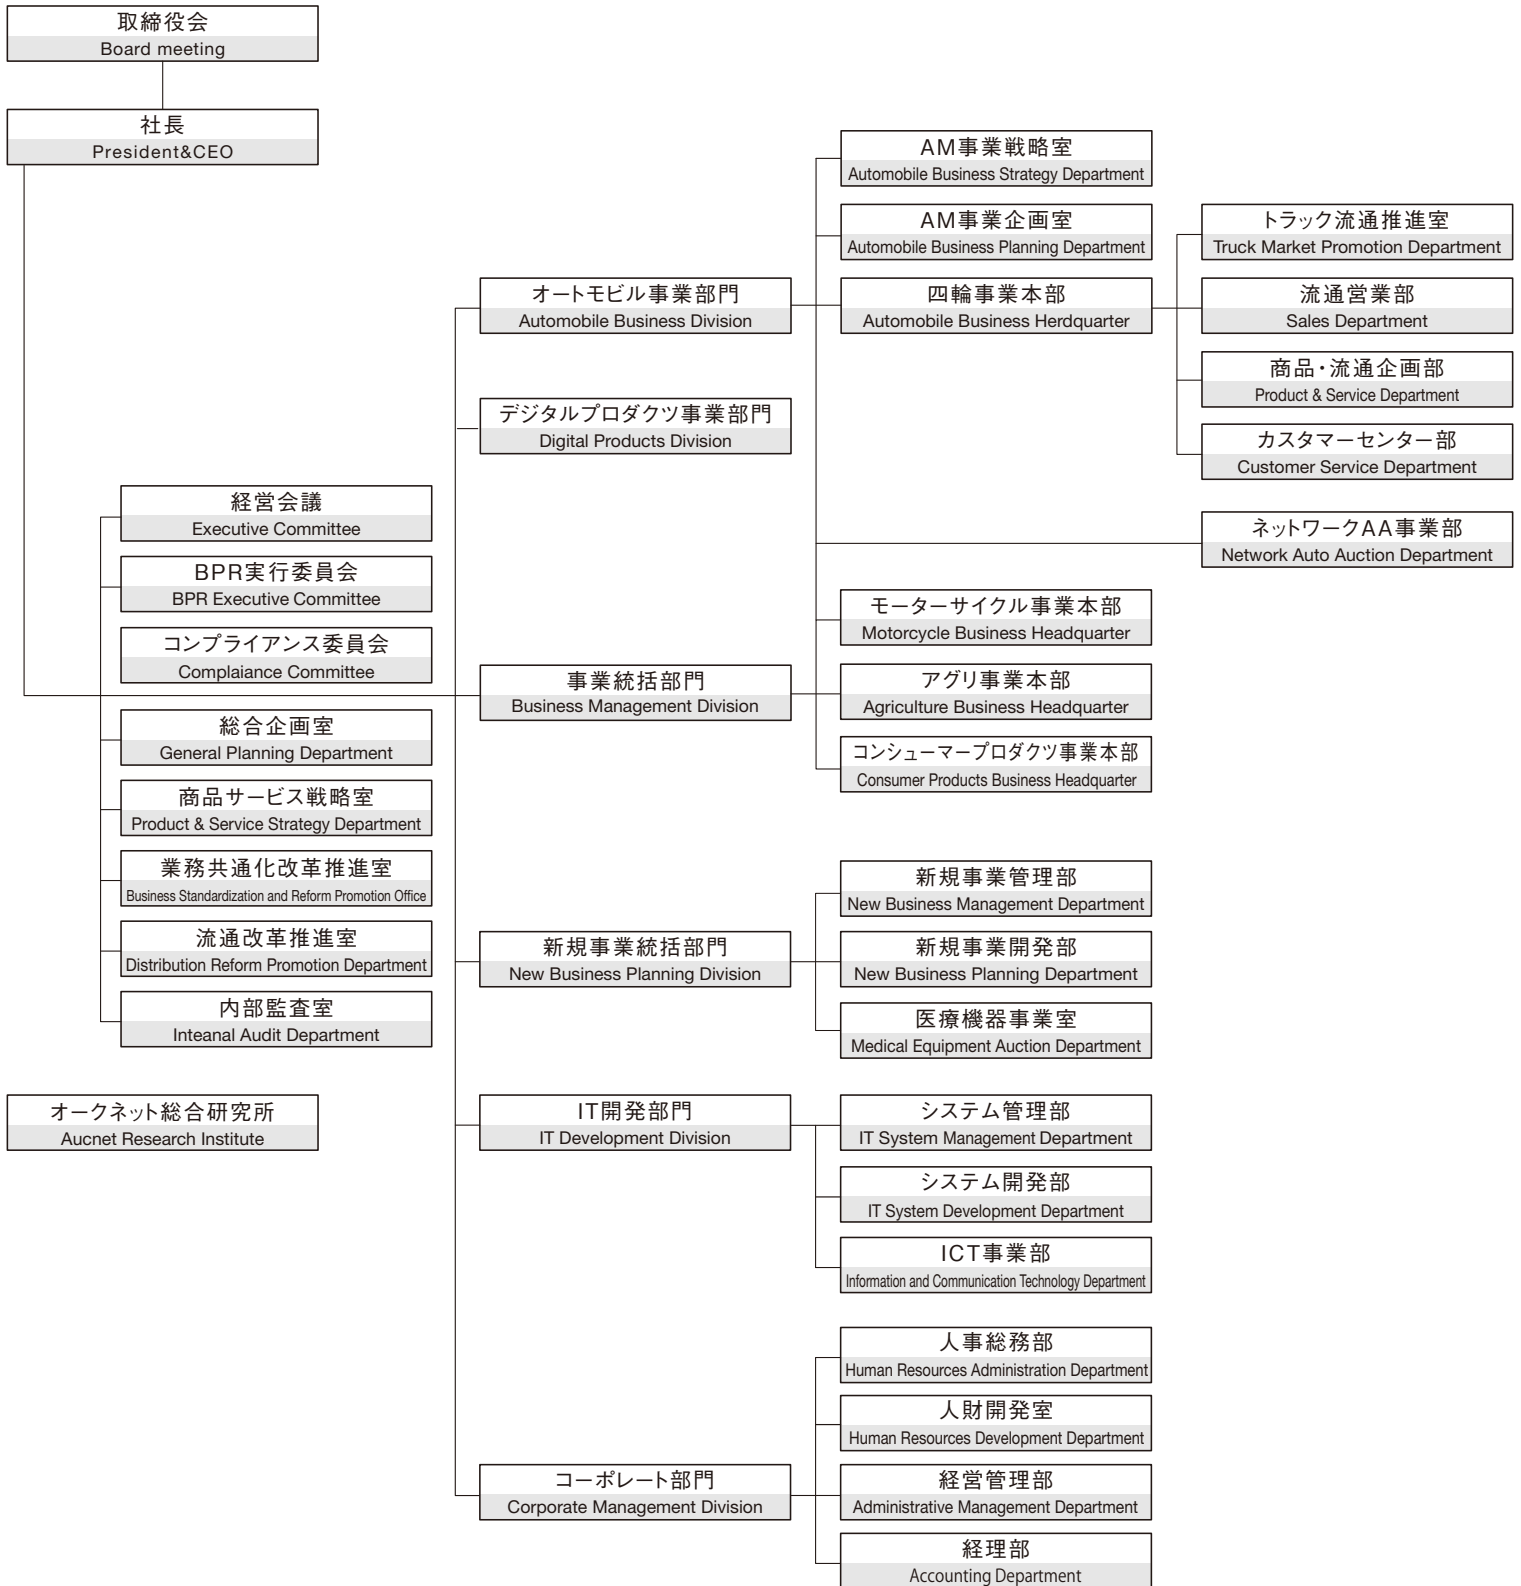 取締役会
Board meeting
社長
President&CEO
経営会議
Executive Committee
BPR実行委員会
BPR Executive Committee
コンプライアンス委員会
Complaiance Committee
総合企画室
General Planning Department
商品サービス戦略室
Product & Service Strategy Department
業務共通化改革推進室
Business Standardization and Reform Promotion Office
流通改革推進室
Distribution Reform Promotion Department
内部監査室
Inteanal Audit Department
オークネット総合研究所
Aucnet Research Institute
オートモビル事業部門
Automobile Business Division
AM事業戦略室
Automobile Business Strategy Department
AM事業企画室
Automobile Business Planning Department
四輪事業本部
Automobile Business Herdquarter
トラック流通推進室
Truck Market Promotion Department
流通営業部
Sales Department
商品・流通企画部
Product & Service Department
カスタマーセンター部
Customer Service Department
ネットワークAA事業部
Network Auto Auction Department
デジタルプロダクツ事業部門
Digital Products Division
事業統括部門
Business Management Division
モーターサイクル事業本部
Motorcycle Business Headquarter
アグリ事業本部
Agriculture Business Headquarter
コンシューマープロダクツ事業本部
Consumer Products Business Headquarter
新規事業統括部門
New Business Planning Division
新規事業管理部
New Business Management Department
新規事業開発部
New Business Planning Department
医療機器事業室
Medical Equipment Auction Department
IT開発部門
IT Development Division
システム管理部
IT System Management Department
システム開発部
IT System Development Department
ICT事業部
Information and Communication Technology Department
コーポレート部門
Corporate Management Division
人事総務部
Human Resources Administration Department
人財開発室
Human Resources Development Department
経営管理部
Administrative Management Department
経理部
Accounting Department